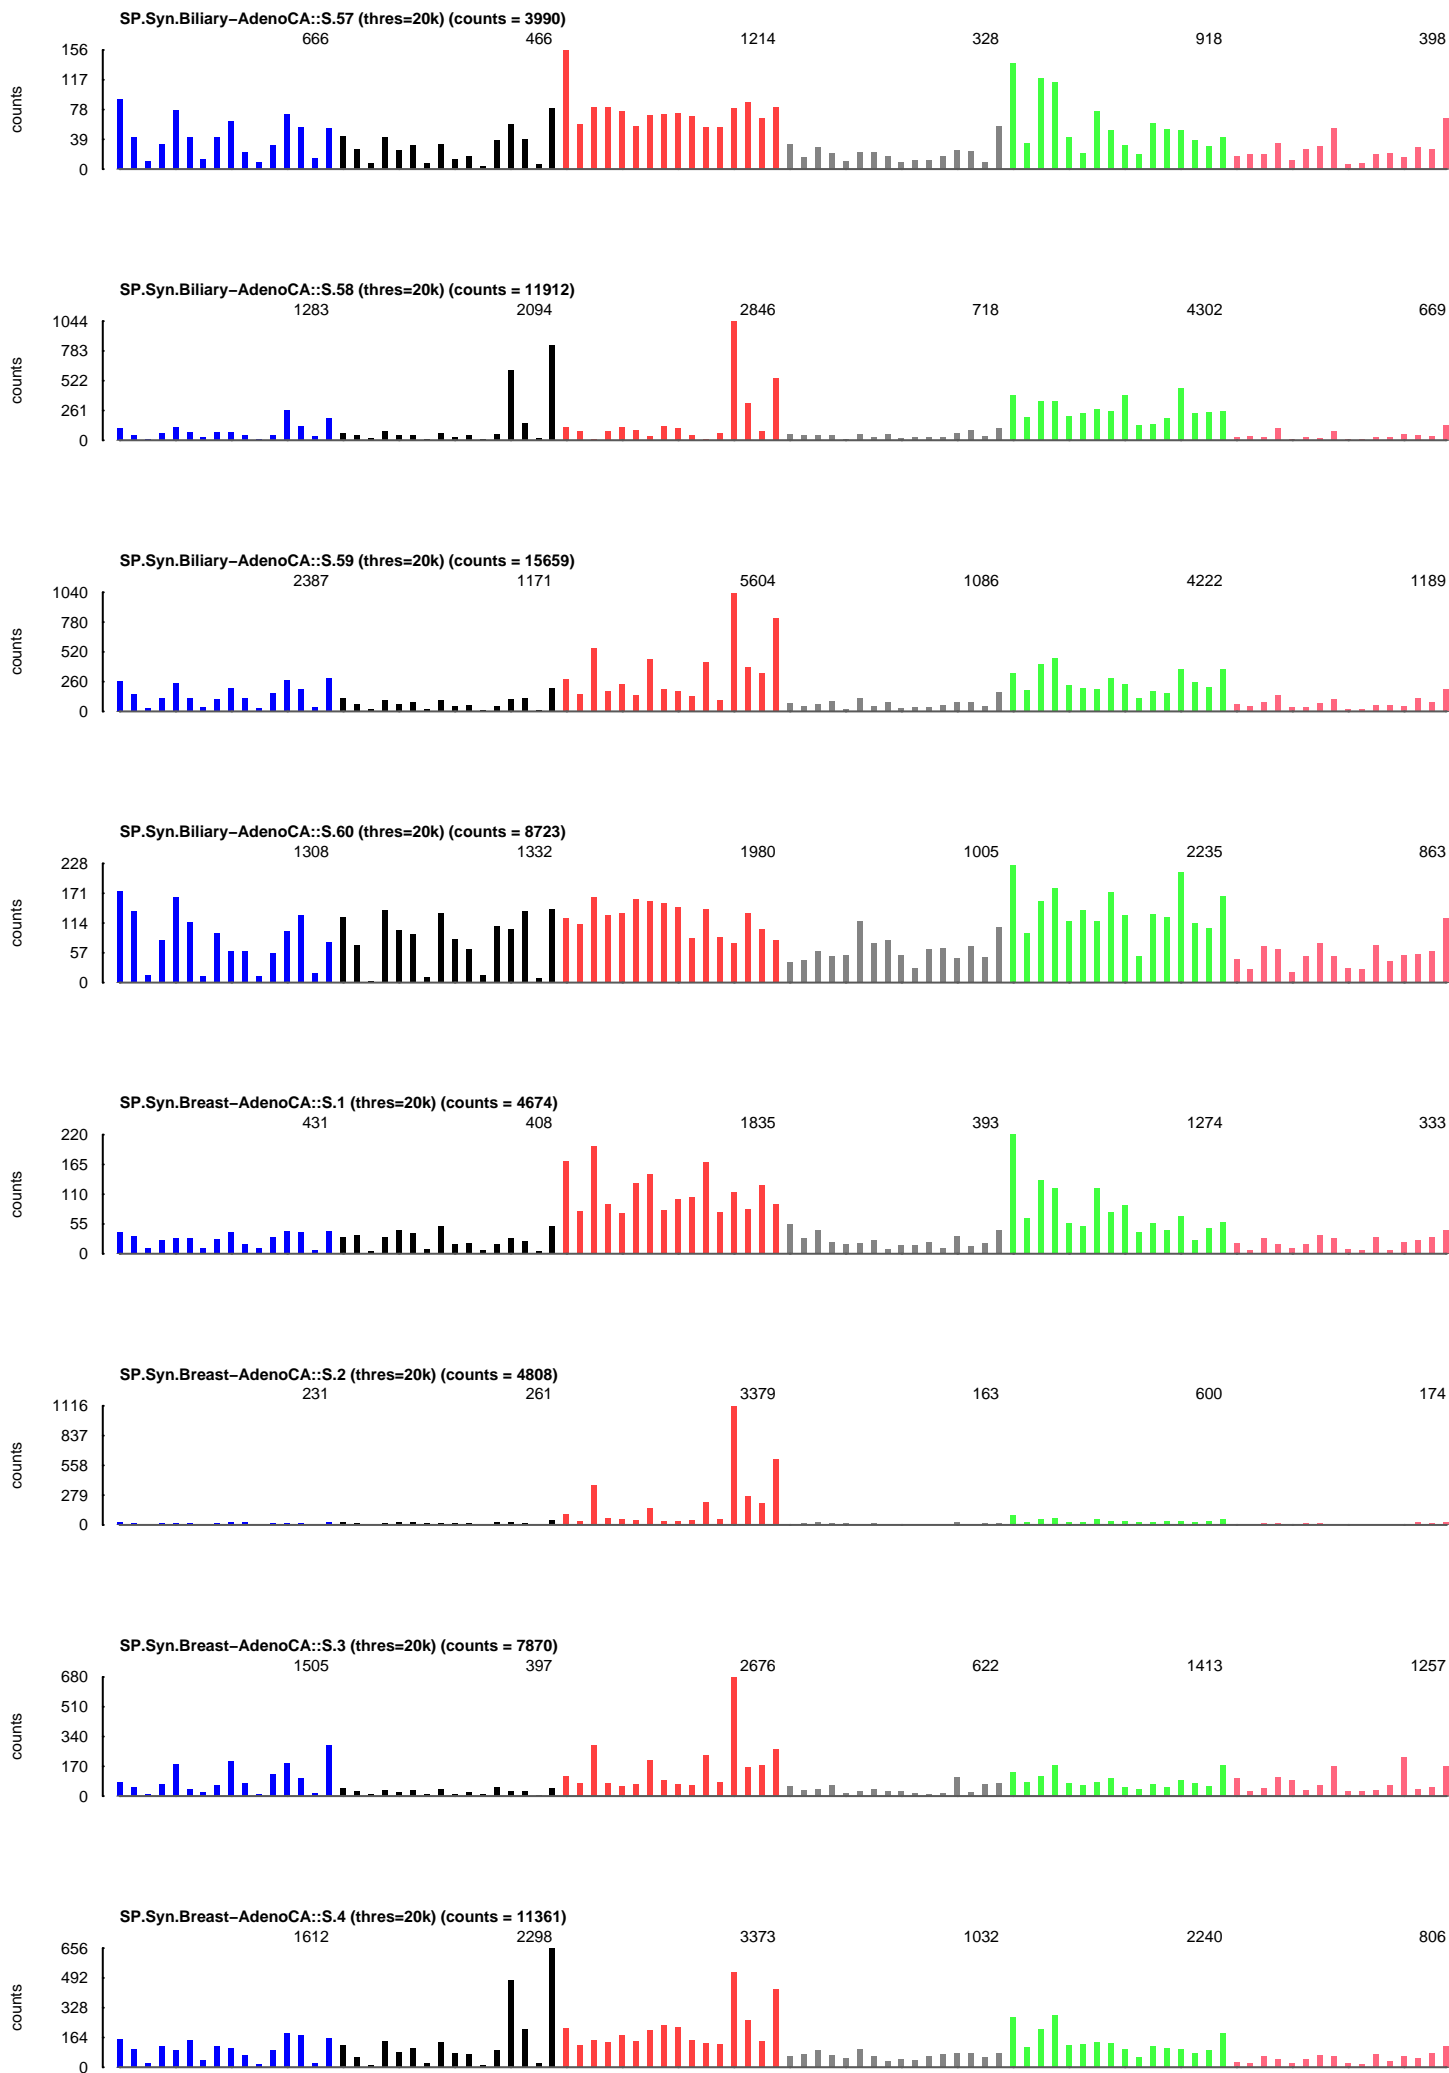 SP.Syn.Biliary−AdenoCA::S.57 (thres=20k) (counts = 3990)
666 466 1214 328 918 398
156
117
78
39
0
counts
SP.Syn.Biliary−AdenoCA::S.58 (thres=20k) (counts = 11912)
1283 2094 2846 718 4302 669
1044
783
522
261
0
counts
SP.Syn.Biliary−AdenoCA::S.59 (thres=20k) (counts = 15659)
2387 1171 5604 1086 4222 1189
1040
780
520
260
0
counts
SP.Syn.Biliary−AdenoCA::S.60 (thres=20k) (counts = 8723)
1308 1332 1980 1005 2235 863
228
171
114
57
0
counts
SP.Syn.Breast−AdenoCA::S.1 (thres=20k) (counts = 4674)
431 408 1835 393 1274 333
220
165
110
55
0
counts
SP.Syn.Breast−AdenoCA::S.2 (thres=20k) (counts = 4808)
231 261 3379 163 600 174
1116
837
558
279
0
counts
SP.Syn.Breast−AdenoCA::S.3 (thres=20k) (counts = 7870)
1505 397 2676 622 1413 1257
680
510
340
170
0
counts
SP.Syn.Breast−AdenoCA::S.4 (thres=20k) (counts = 11361)
1612 2298 3373 1032 2240 806
656
492
328
164
0
counts